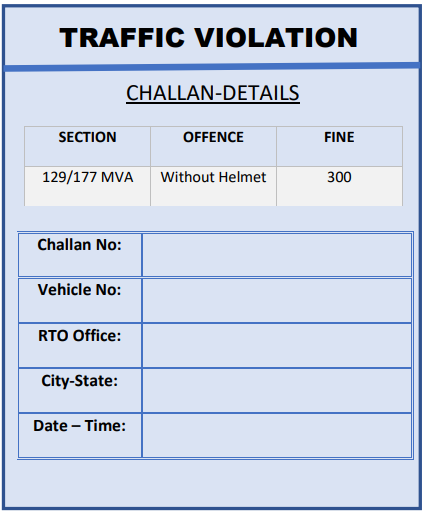 TRAFFIC VIOLATION
CHALLAN-DETAILS
SECTION OFFENCE FINE
129/177 MVA Without Helmet 300
Challan No:
Vehicle No:
RTO Office:
City-State:
Date – Time: